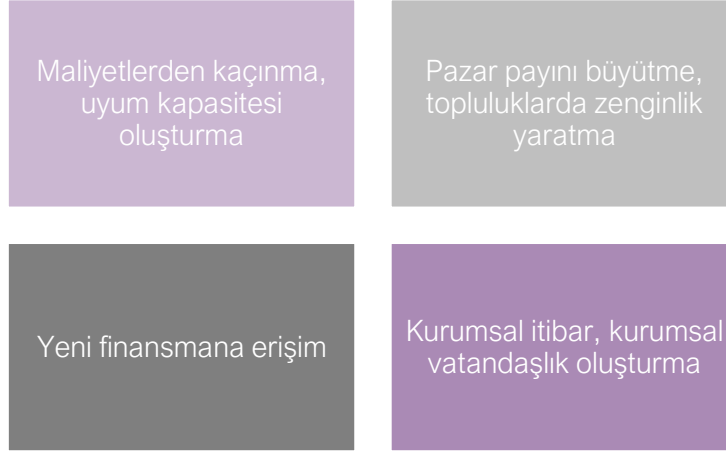 Maliyetlerden kaçınma,
uyum kapasitesi
oluşturma
Pazar payını büyütme,
topluluklarda zenginlik
yaratma
Yeni finansmana erişim
Kurumsal itibar, kurumsal
vatandaşlık oluşturma